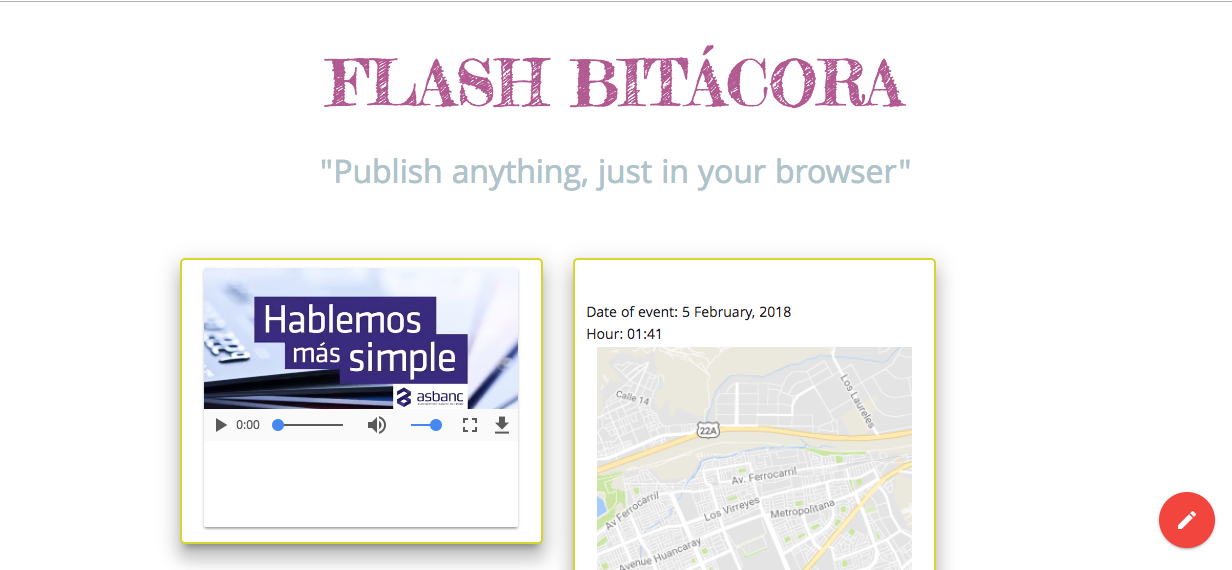 FLASH BITÁCORA
"Publish anything, just in your browser"
Hablemos
más simple
asbanc
0:00
Date of event: 5 February, 2018
Hour: 01:41
Calle 14
Los Laureles
22A
Av. Ferrocarril
Av Ferrocarril
Los Virreyes
Metropolitana
Avenue Huancaray